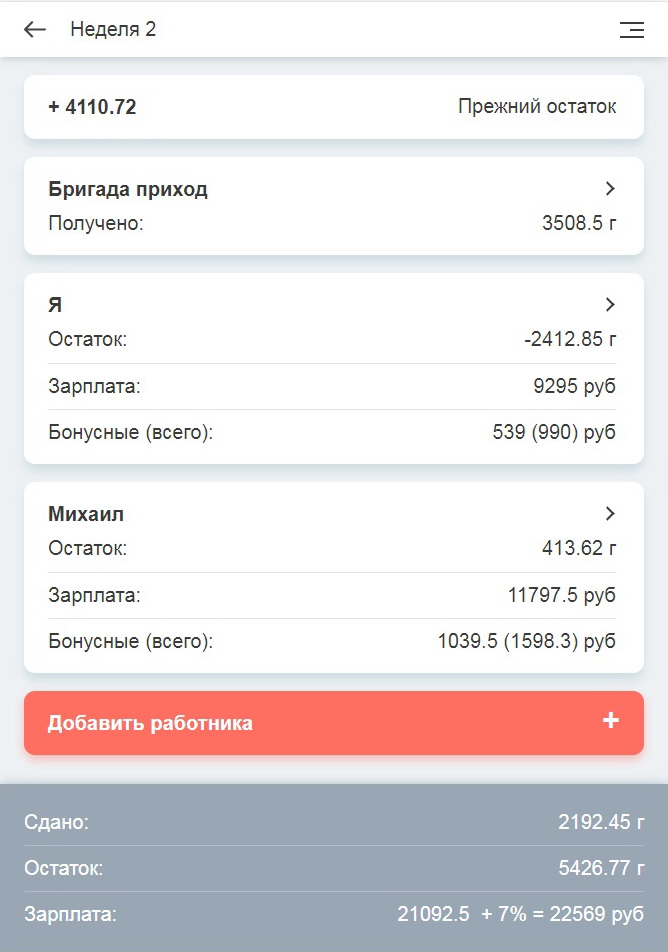 Неделя 2
+ 4110.72 Прежний остаток
Бригада приход
Получено: 3508.5 г
Я
Остаток: -2412.85 г
Зарплата: 9295 руб
Бонусные (всего): 539 (990) руб
Михаил
Остаток: 413.62 г
Зарплата: 11797.5 руб
Бонусные (всего): 1039.5 (1598.3) руб
Добавить работника +
Сдано: 2192.45 г
Остаток: 5426.77 г
Зарплата: 21092.5 + 7% = 22569 руб